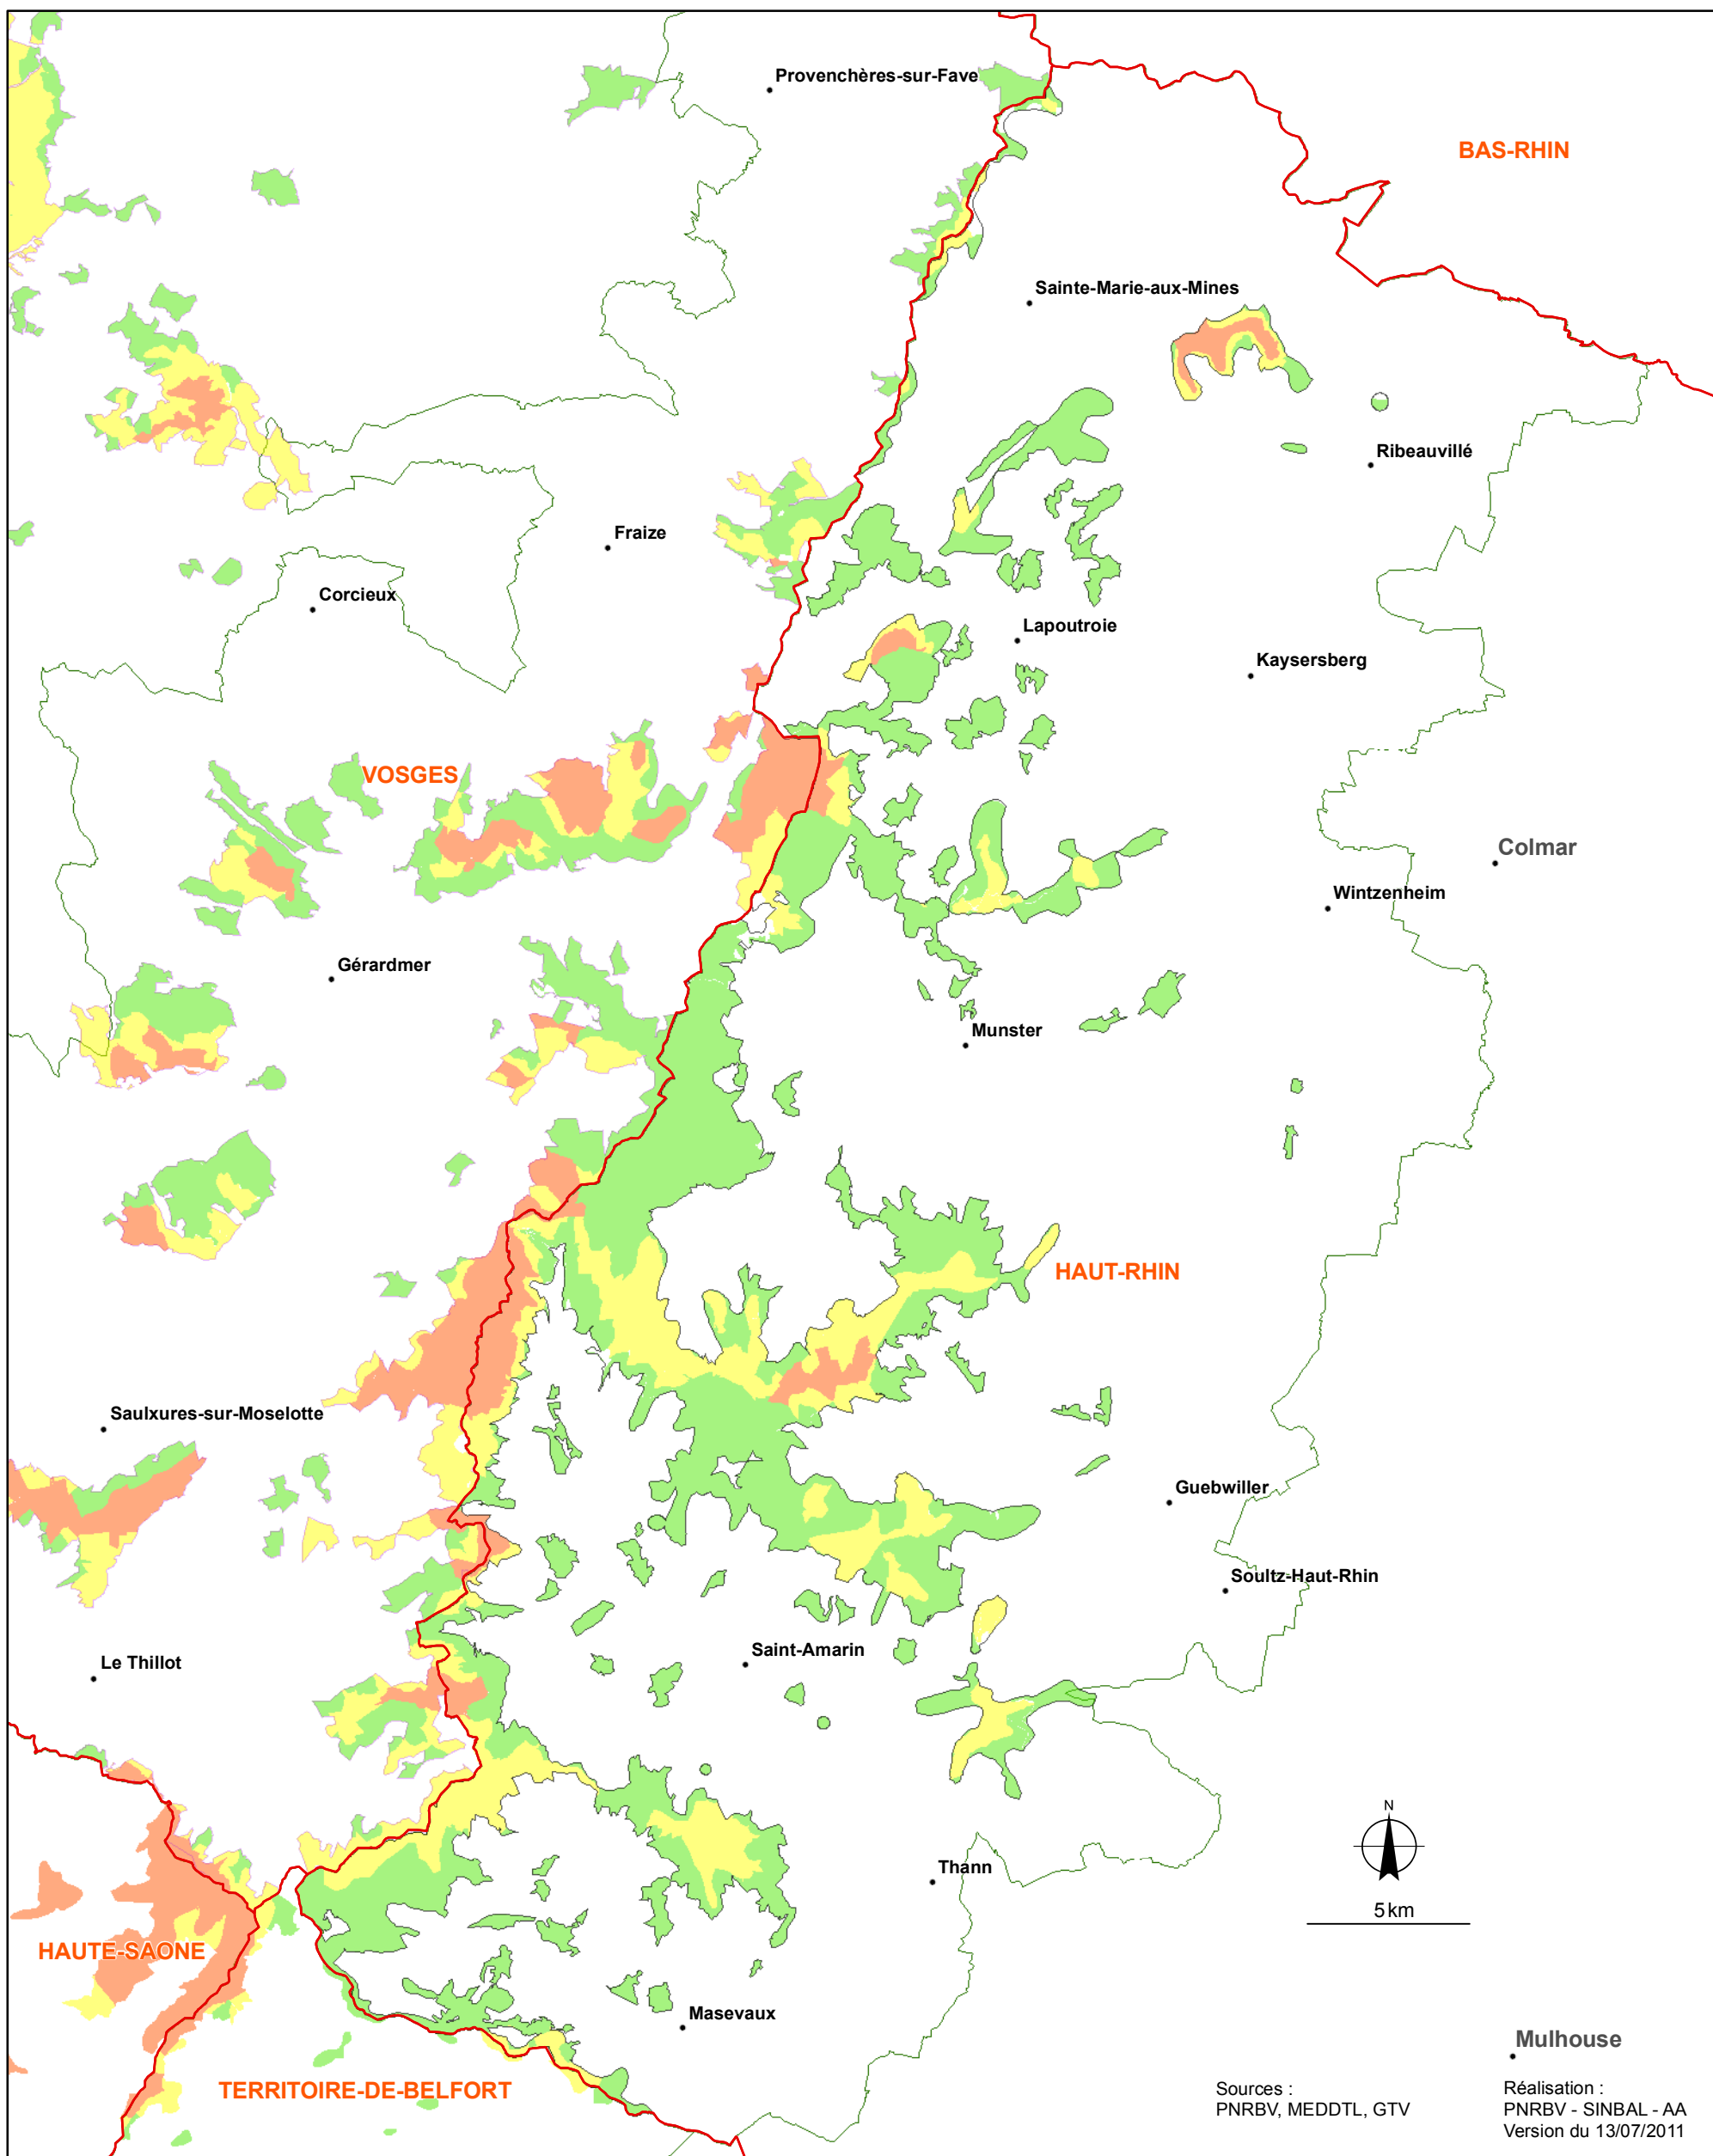 Provenchères-sur-Fave
BAS-RHIN
Sainte-Marie-aux-Mines
Ribeauvillé
Fraize
Corcieux
Lapoutroie
Kaysersberg
VOSGES
Colmar
Wintzenheim
Gérardmer
Munster
HAUT-RHIN
Saulxures-sur-Moselotte
Guebwiller
Soultz-Haut-Rhin
Saint-Amarin
Le Thillot
N
Thann
5 km
HAUTE-SAONE
Masevaux
Mulhouse
TERRITOIRE-DE-BELFORT
Sources :
PNRBV, MEDDTL, GTV
Réalisation :
PNRBV - SINBAL - AA
Version du 13/07/2011